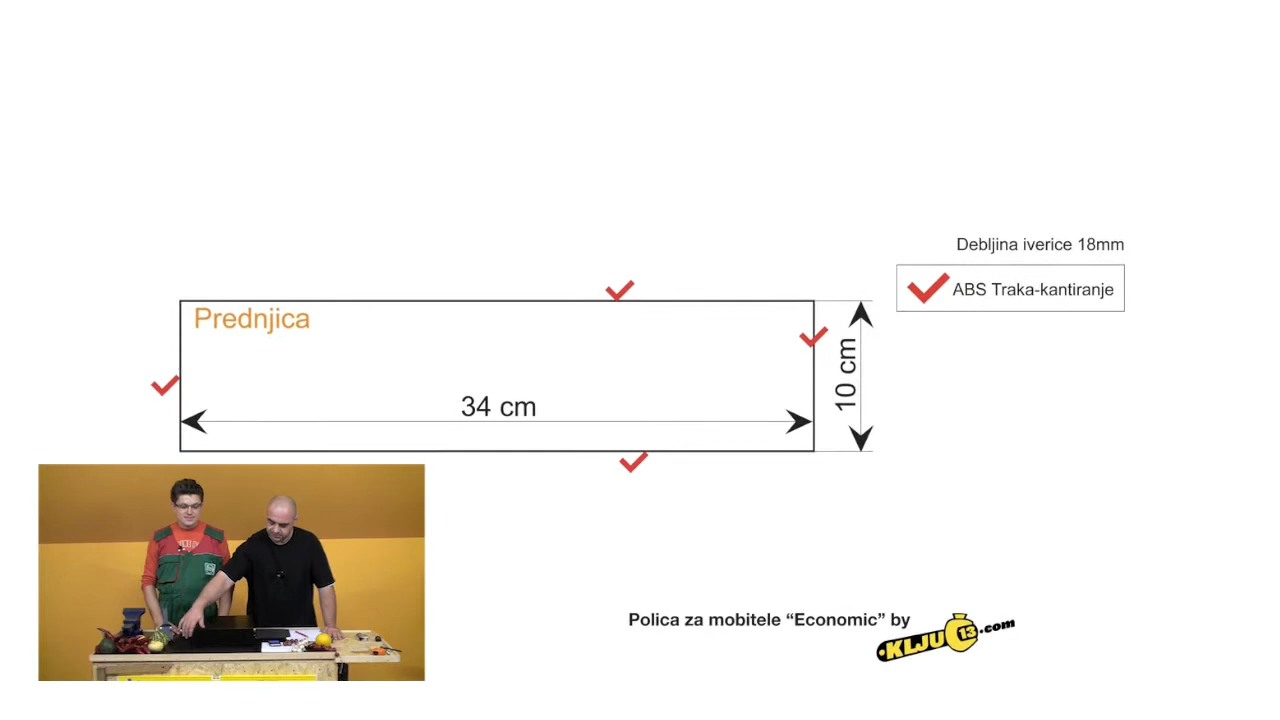 Debljina iverice 18mm
ABS Traka-kantiranje
Prednjica
34 cm
10 cm
Polica za mobitele “Economic” by
KLJUC13.com